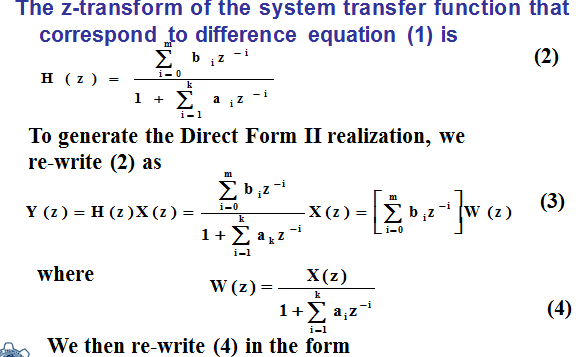 The z-transform of the system transfer function that
correspond to difference equation (1) is
H ( z ) = \frac{\sum_{i=0}^{m} b_i z^{-i}}{1 + \sum_{i=1}^{k} a_i z^{-i}} (2)
To generate the Direct Form II realization, we
re-write (2) as
Y (z) = H (z) X (z) = \frac{\sum_{i=0}^{m} b_i z^{-i}}{1 + \sum_{i=1}^{k} a_k z^{-i}} X (z) = \left[ \sum_{i=0}^{m} b_i z^{-i} \right] W (z) (3)
where
W (z) = \frac{X(z)}{1 + \sum_{i=1}^{k} a_i z^{-i}} (4)
We then re-write (4) in the form